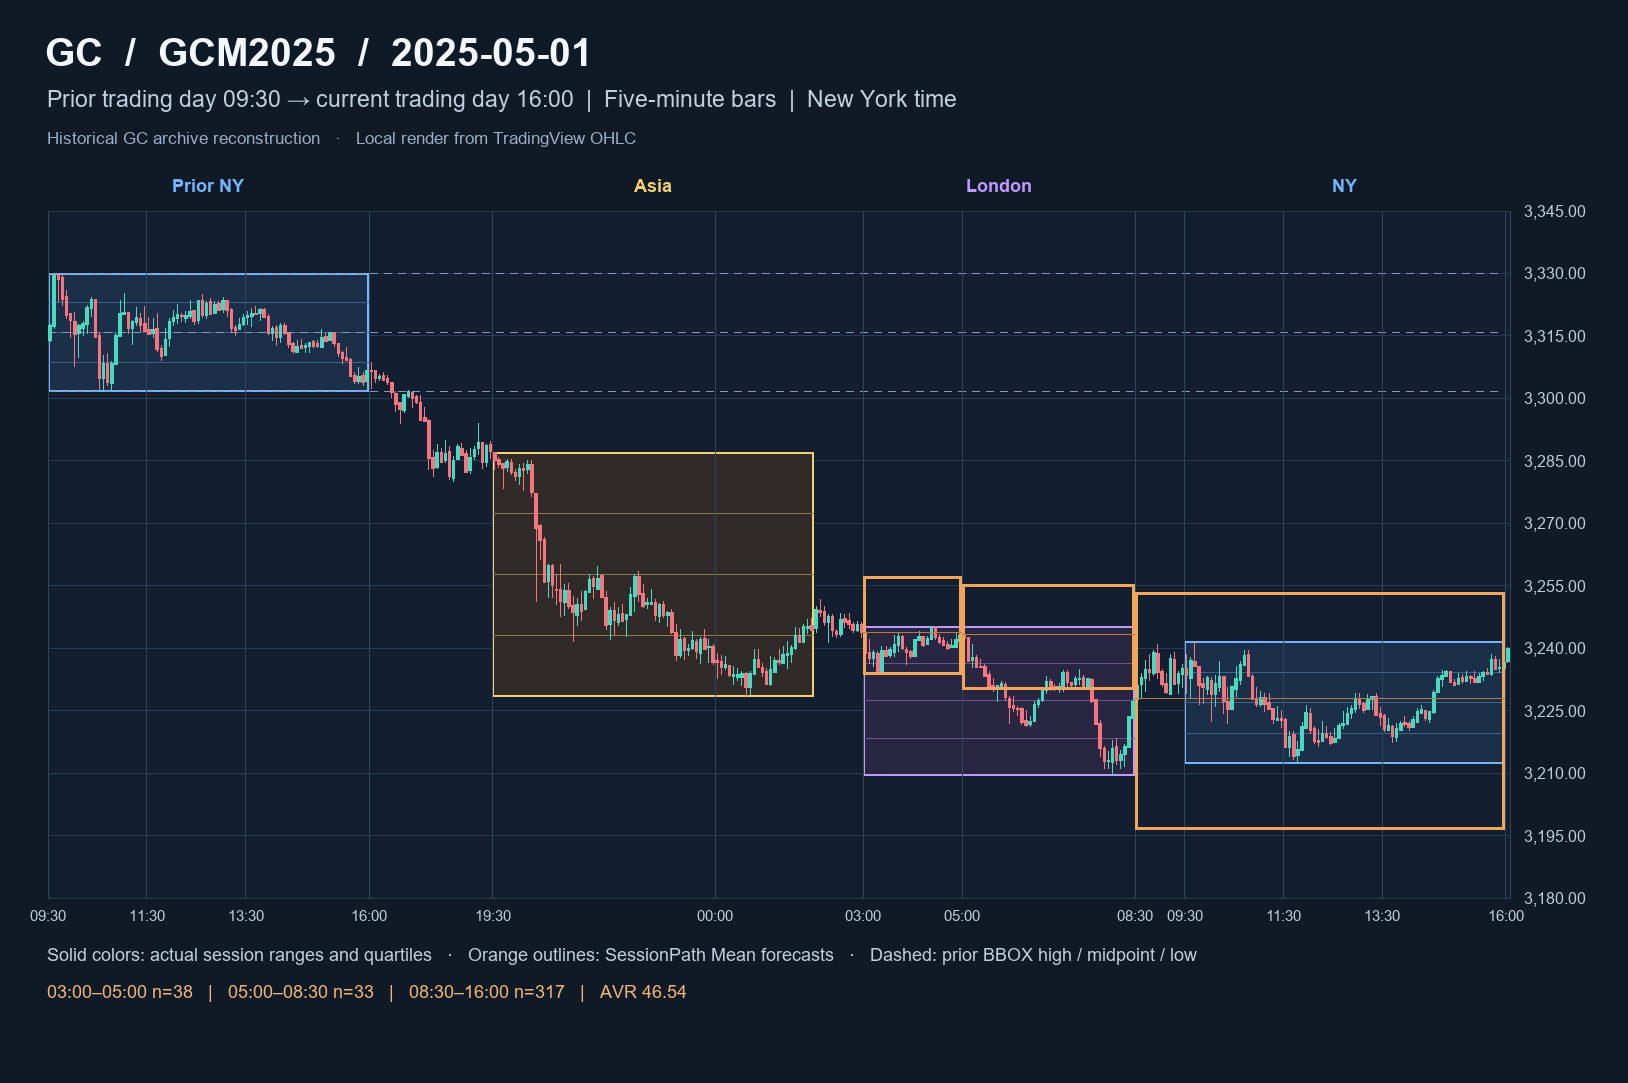 GC / GCM2025 / 2025-05-01
Prior trading day 09:30 → current trading day 16:00 | Five-minute bars | New York time
Historical GC archive reconstruction · Local render from TradingView OHLC
Prior NY Asia London NY
3,345.00
3,330.00
3,315.00
3,300.00
3,285.00
3,270.00
3,255.00
3,240.00
3,225.00
3,210.00
3,195.00
3,180.00
09:30 11:30 13:30 16:00 19:30 00:00 03:00 05:00 08:30 09:30 11:30 13:30 16:00
Solid colors: actual session ranges and quartiles · Orange outlines: SessionPath Mean forecasts · Dashed: prior BBOX high / midpoint / low
03:00–05:00 n=38 | 05:00–08:30 n=33 | 08:30–16:00 n=317 | AVR 46.54